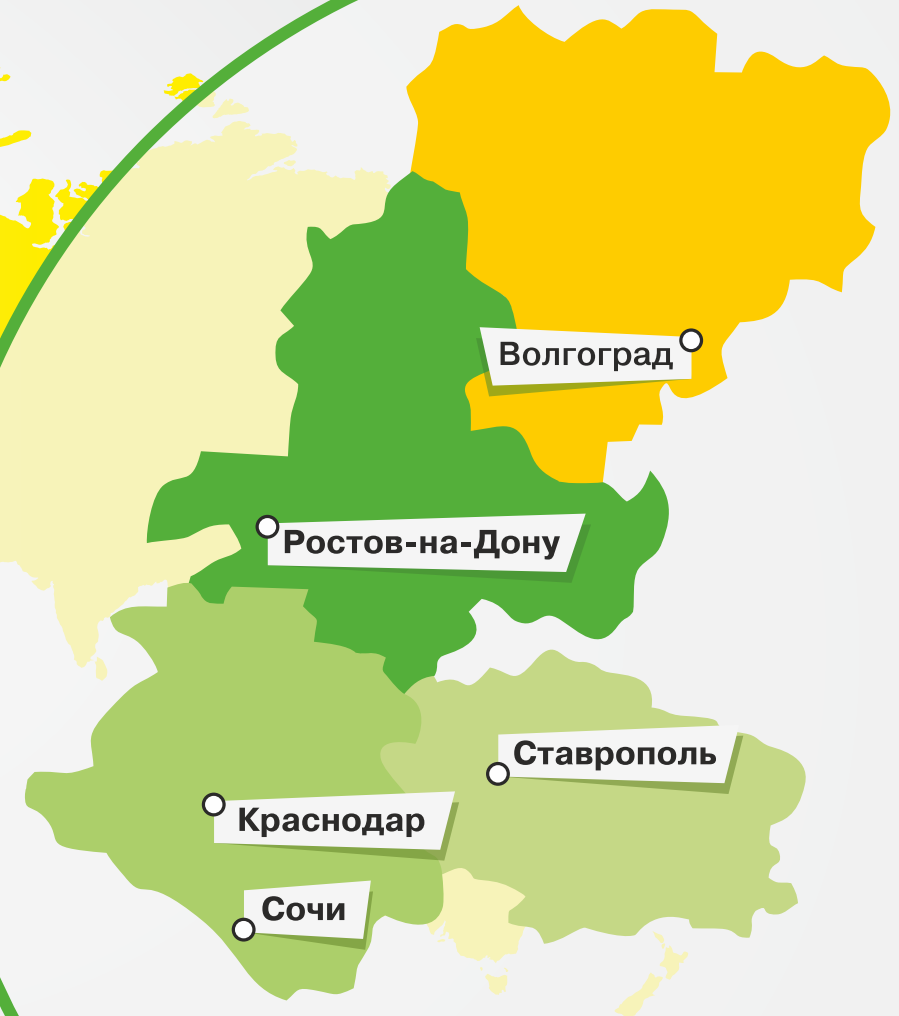 Волгоград
Ростов-на-Дону
Ставрополь
Краснодар
Сочи